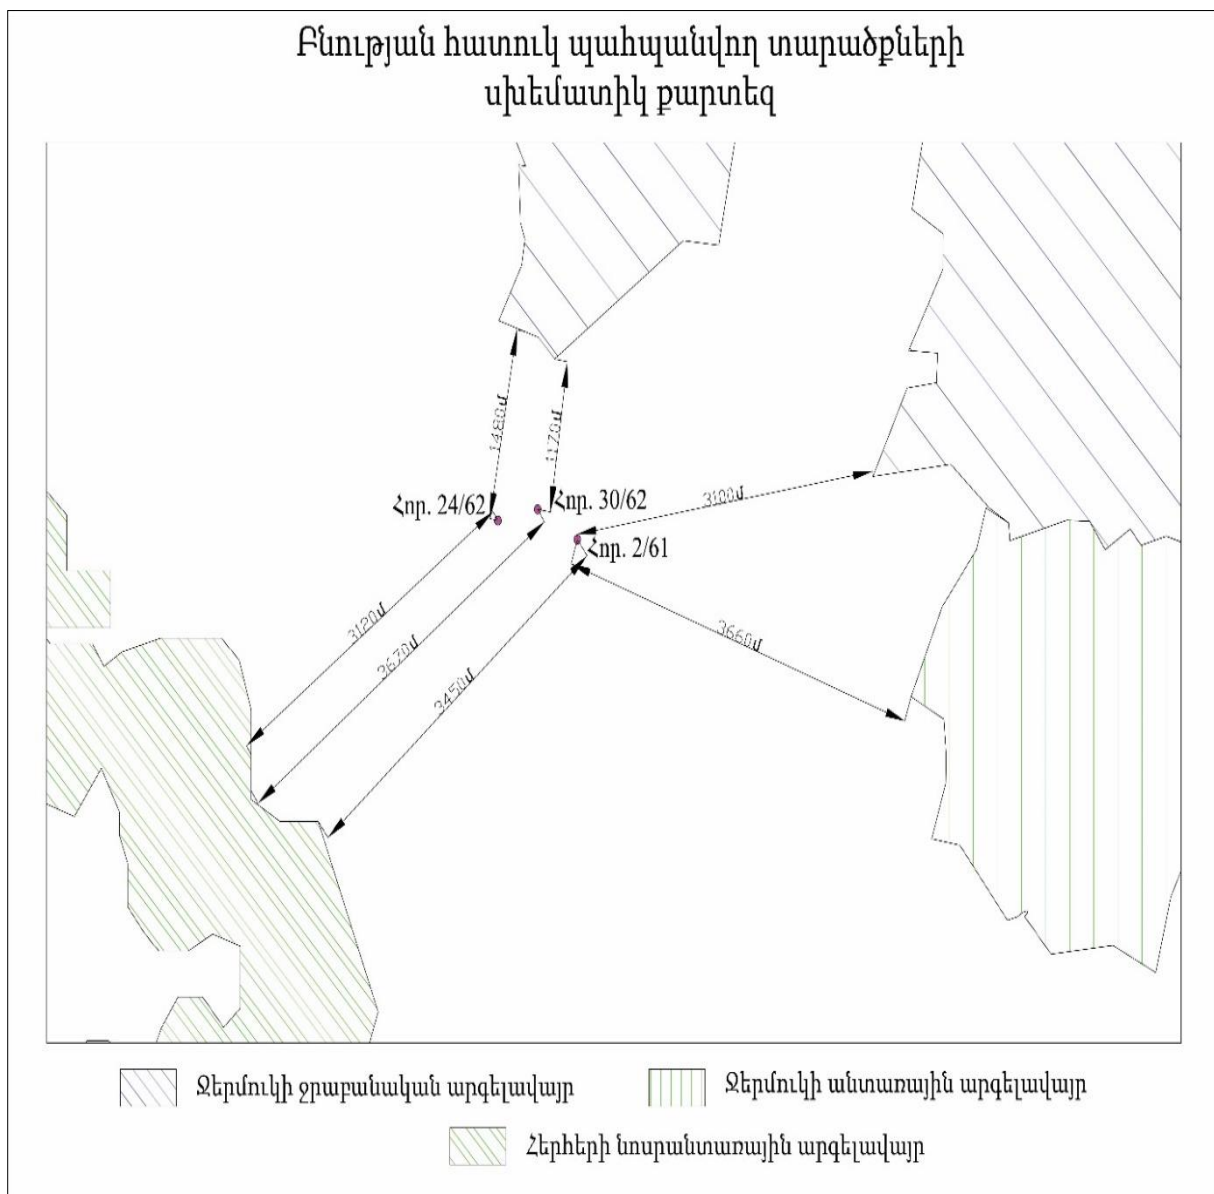 Բնության հատուկ պահպանվող տարածքների
սխեմատիկ քարտեզ
1480մ
1170մ
Հոր. 24/62
Հոր. 30/62
3100մ
Հոր. 2/61
3120մ
3670մ
3660մ
3450մ
Ջերմուկի ջրաբանական արգելավայր
Ջերմուկի անտառային արգելավայր
Հերհերի նոսրանտառային արգելավայր